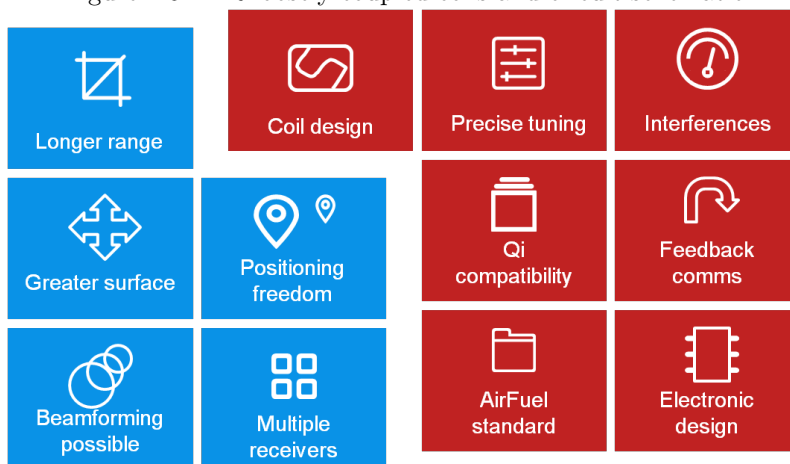 Longer range
Coil design
Precise tuning
Interferences
Greater surface
Positioning
freedom
Qi
compatibility
Feedback
comms
Beamforming
possible
Multiple
receivers
AirFuel
standard
Electronic
design